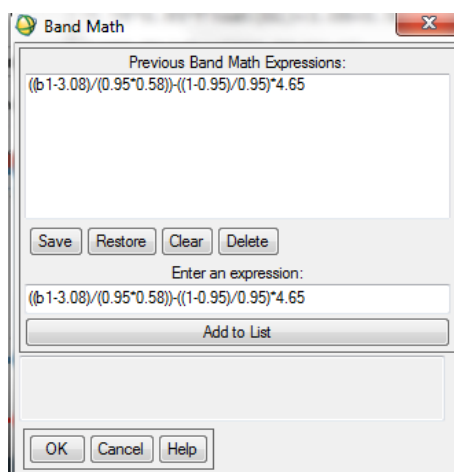 Band Math
Previous Band Math Expressions:
((b1-3.08)/(0.95*0.58))-((1-0.95)/0.95)*4.65
Save Restore Clear Delete
Enter an expression:
((b1-3.08)/(0.95*0.58))-((1-0.95)/0.95)*4.65
Add to List
OK Cancel Help